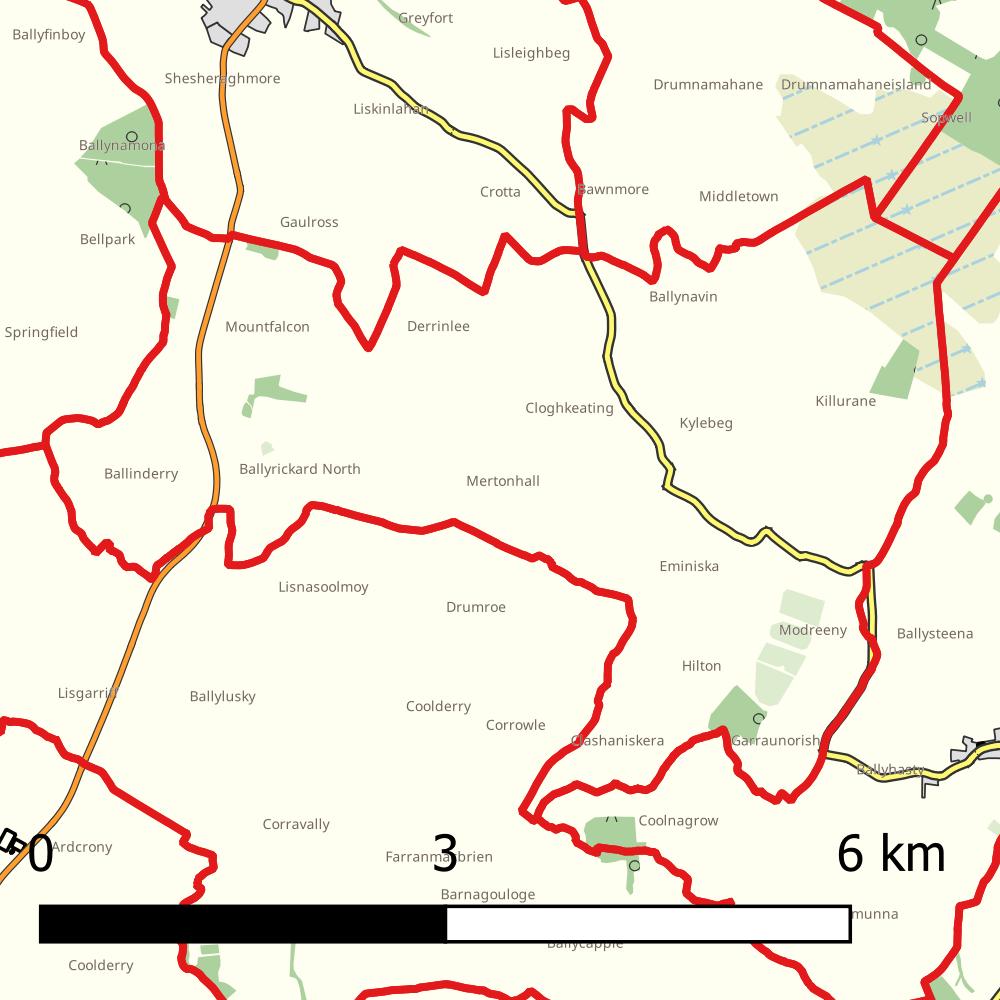 Greyfort
Ballyfinboy
Lisleighbeg
Shesheraghmore
Drumnamahane
Drumnamahaneisland
Liskinlahan
Sopwell
Ballynamona
Crotta
Bawnmore
Middletown
Gaulross
Bellpark
Ballynavin
Springfield
Mountfalcon
Derrinlee
Killurane
Cloghkeating
Kylebeg
Ballinderry
Ballyrickard North
Mertonhall
Eminiska
Lisnasoolmoy
Drumroe
Modreeny
Ballysteena
Hilton
Lisgarriff
Ballylusky
Coolderry
Corrowle
Clashaniskera
Garraunorish
Ballyhasty
Corravally
Coolnagrow
Ardcrony
Farranmacbrien
0 3 6 km
Barnagouloge
munna
Ballycapple
Coolderry